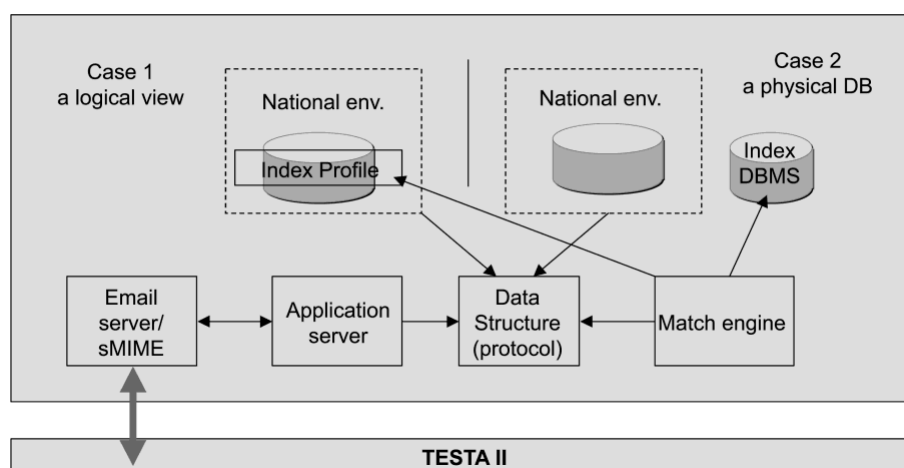 Case 1
a logical view
National env.
Index Profile
National env.
Case 2
a physical DB
Index
DBMS
Email
server/
sMIME
Application
server
Data
Structure
(protocol)
Match engine
TESTA II